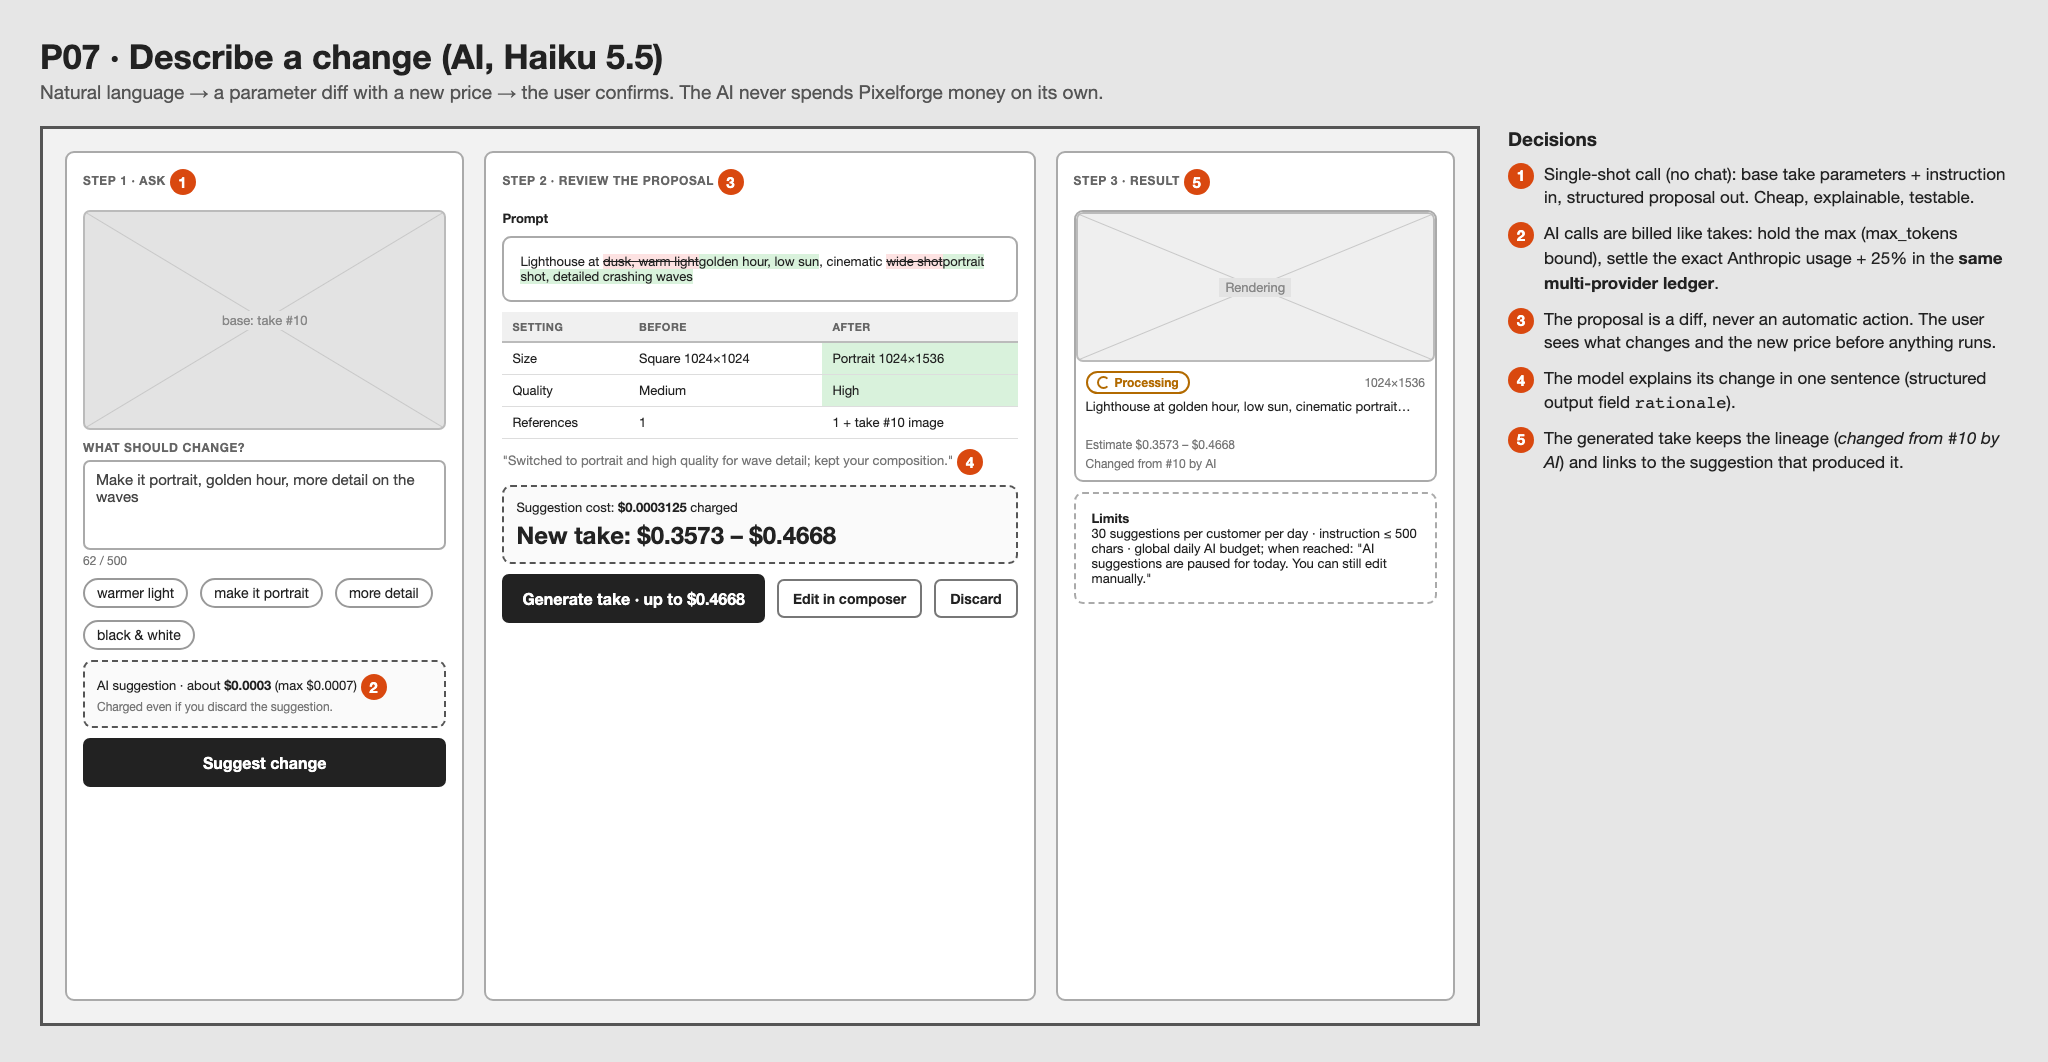 P07 · Describe a change (AI, Haiku 5.5)
Natural language → a parameter diff with a new price → the user confirms. The AI never spends Pixelforge money on its own.
STEP 1 · ASK 1
base: take #10
WHAT SHOULD CHANGE?
Make it portrait, golden hour, more detail on the
waves
62 / 500
warmer light make it portrait more detail
black & white
AI suggestion · about $0.0003 (max $0.0007) 2
Charged even if you discard the suggestion.
Suggest change
STEP 2 · REVIEW THE PROPOSAL 3
Prompt
Lighthouse at dusk, warm lightgolden hour, low sun, cinematic wide shotportrait
shot, detailed crashing waves
SETTING BEFORE AFTER
Size Square 1024×1024 Portrait 1024×1536
Quality Medium High
References 1 1 + take #10 image
"Switched to portrait and high quality for wave detail; kept your composition." 4
Suggestion cost: $0.0003125 charged
New take: $0.3573 – $0.4668
Generate take · up to $0.4668 Edit in composer Discard
STEP 3 · RESULT 5
Rendering
Processing 1024×1536
Lighthouse at golden hour, low sun, cinematic portrait…
Estimate $0.3573 – $0.4668
Changed from #10 by AI
Limits
30 suggestions per customer per day · instruction ≤ 500
chars · global daily AI budget; when reached: "AI
suggestions are paused for today. You can still edit
manually."
Decisions
1 Single-shot call (no chat): base take parameters + instruction
in, structured proposal out. Cheap, explainable, testable.
2 AI calls are billed like takes: hold the max (max_tokens
bound), settle the exact Anthropic usage + 25% in the same
multi-provider ledger.
3 The proposal is a diff, never an automatic action. The user
sees what changes and the new price before anything runs.
4 The model explains its change in one sentence (structured
output field rationale).
5 The generated take keeps the lineage (changed from #10 by
AI) and links to the suggestion that produced it.